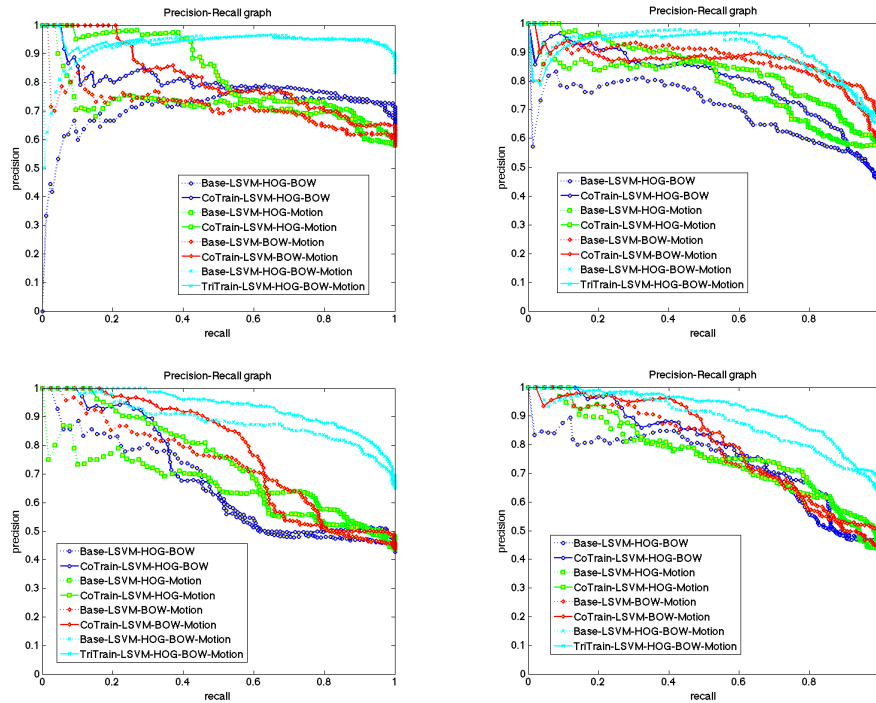 Precision-Recall graph
1
0.9
0.8
0.7
0.6
0.5
0.4
0.3
0.2
0.1
0
precision
Base-LSVM-HOG-BOW
CoTrain-LSVM-HOG-BOW
Base-LSVM-HOG-Motion
CoTrain-LSVM-HOG-Motion
Base-LSVM-BOW-Motion
CoTrain-LSVM-BOW-Motion
Base-LSVM-HOG-BOW-Motion
TriTrain-LSVM-HOG-BOW-Motion
0 0.2 0.4 0.6 0.8 1
recall
Precision-Recall graph
1
0.9
0.8
0.7
0.6
0.5
0.4
0.3
0.2
0.1
0
precision
Base-LSVM-HOG-BOW
CoTrain-LSVM-HOG-BOW
Base-LSVM-HOG-Motion
CoTrain-LSVM-HOG-Motion
Base-LSVM-BOW-Motion
CoTrain-LSVM-BOW-Motion
Base-LSVM-HOG-BOW-Motion
TriTrain-LSVM-HOG-BOW-Motion
0 0.2 0.4 0.6 0.8
recall
Precision-Recall graph
1
0.9
0.8
0.7
0.6
0.5
0.4
0.3
0.2
0.1
0
precision
Base-LSVM-HOG-BOW
CoTrain-LSVM-HOG-BOW
Base-LSVM-HOG-Motion
CoTrain-LSVM-HOG-Motion
Base-LSVM-BOW-Motion
CoTrain-LSVM-BOW-Motion
Base-LSVM-HOG-BOW-Motion
TriTrain-LSVM-HOG-BOW-Motion
0 0.2 0.4 0.6 0.8 1
recall
Precision-Recall graph
1
0.9
0.8
0.7
0.6
0.5
0.4
0.3
0.2
0.1
0
precision
Base-LSVM-HOG-BOW
CoTrain-LSVM-HOG-BOW
Base-LSVM-HOG-Motion
CoTrain-LSVM-HOG-Motion
Base-LSVM-BOW-Motion
CoTrain-LSVM-BOW-Motion
Base-LSVM-HOG-BOW-Motion
TriTrain-LSVM-HOG-BOW-Motion
0 0.2 0.4 0.6 0.8
recall